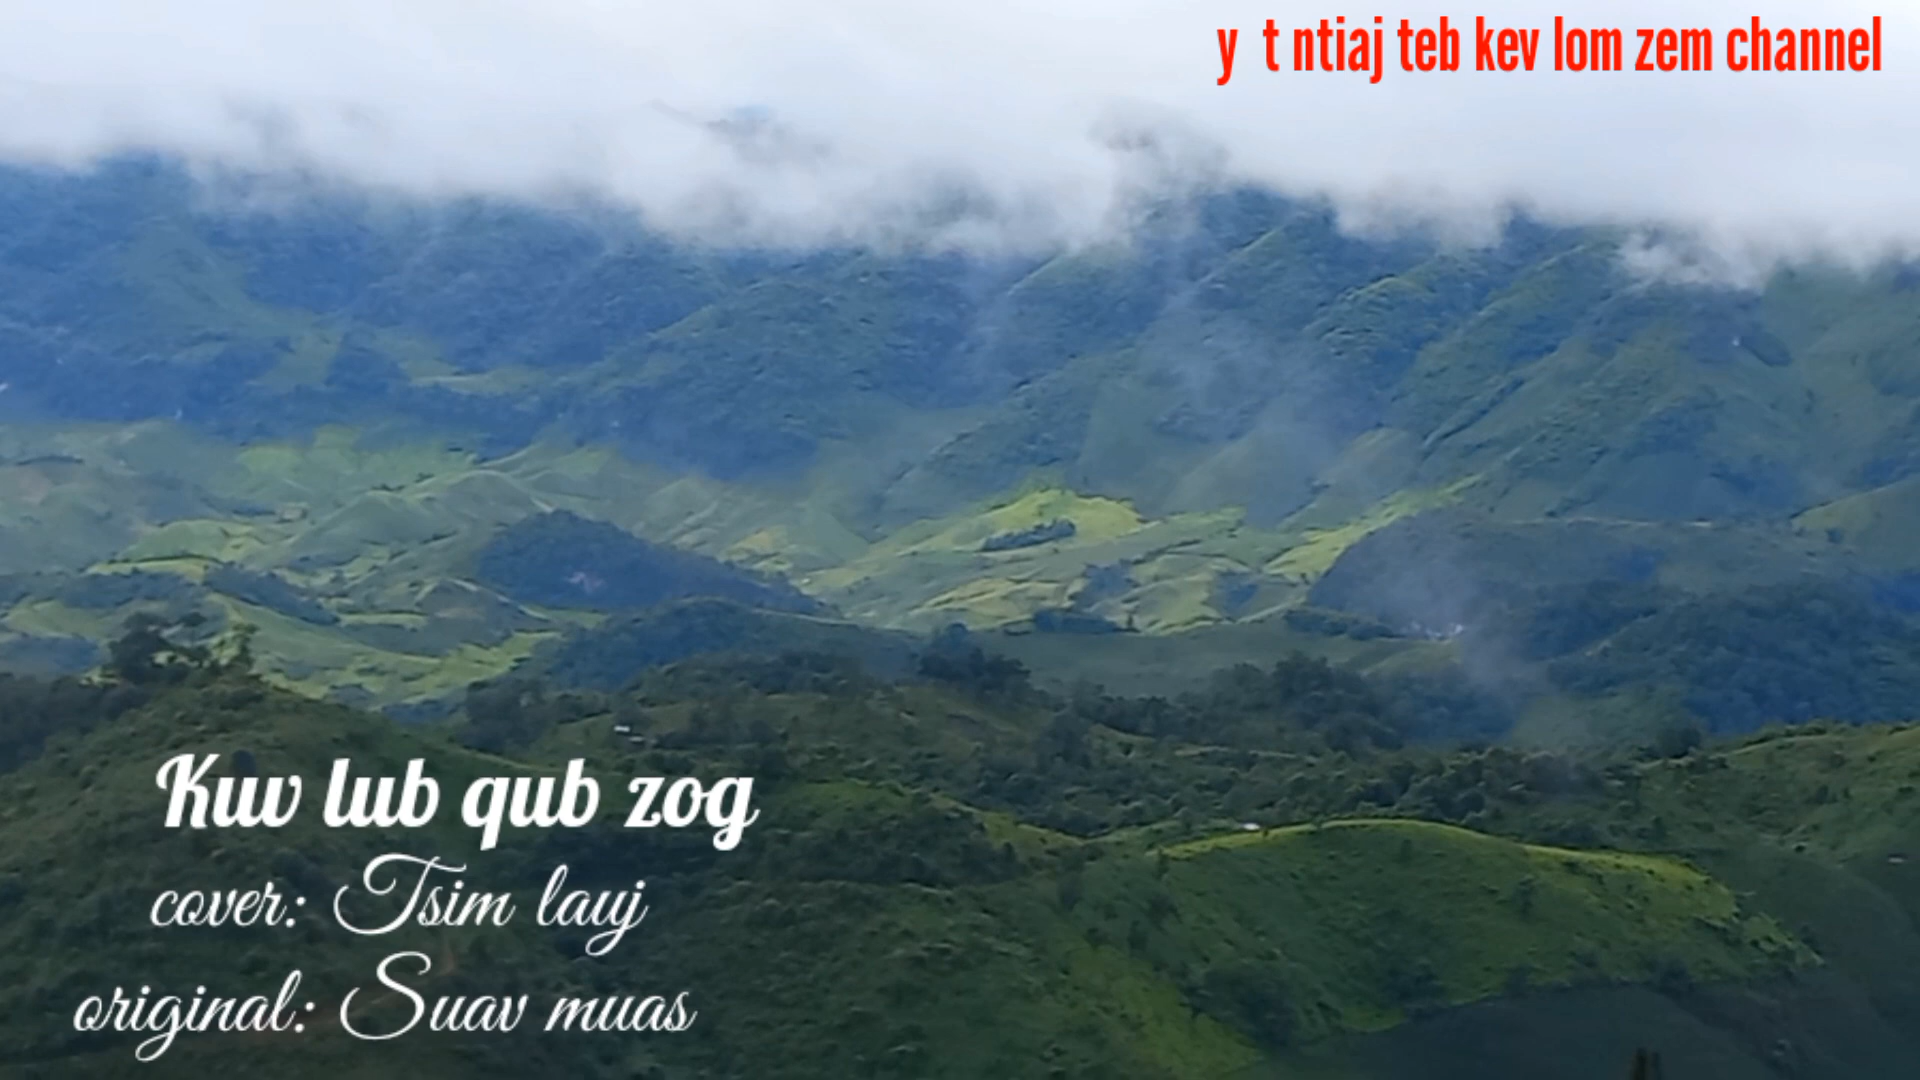 y t ntiaj teb kev lom zem channel
Kuv lub qub zog
cover: Tsim lauj
original: Suav muas